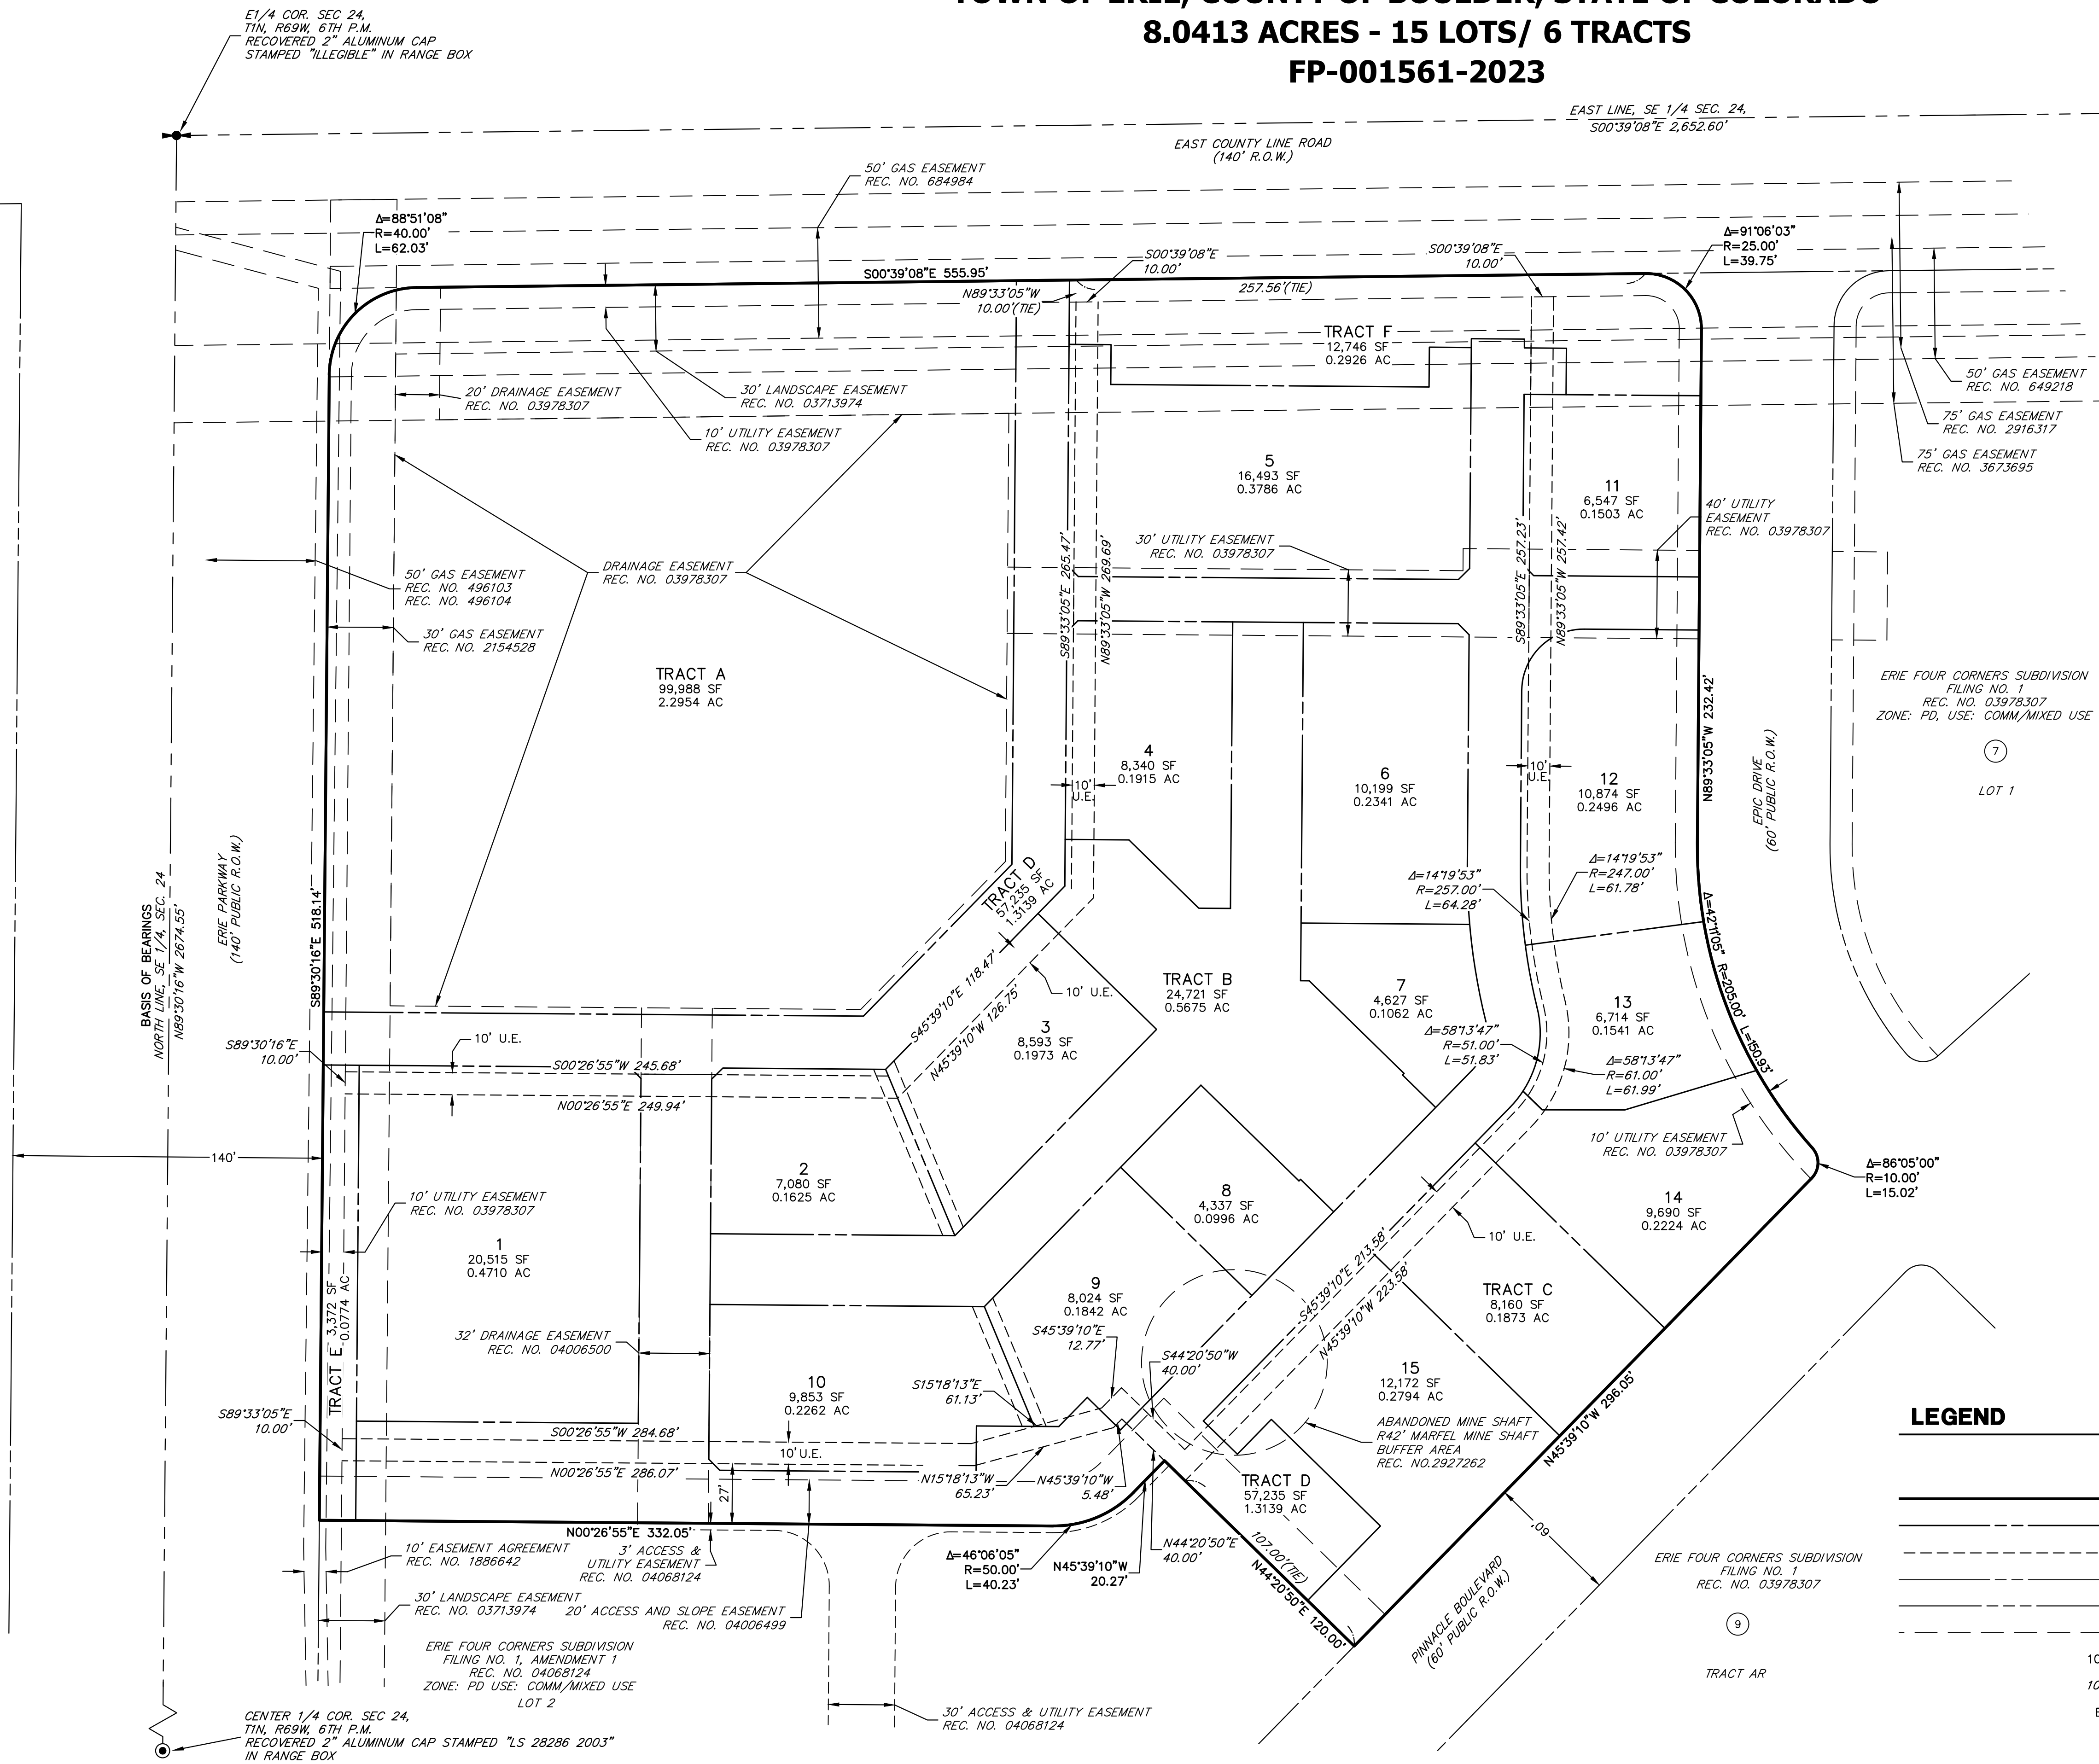 8.0413 ACRES - 15 LOTS/ 6 TRACTS
FP-001561-2023
E1/4 COR. SEC 24,
T1N, R69W, 6TH P.M.
RECOVERED 2" ALUMINUM CAP
STAMPED "ILLEGIBLE" IN RANGE BOX
EAST LINE, SE 1/4 SEC. 24,
S00°39'08"E 2,652.60'
EAST COUNTY LINE ROAD
(140' R.O.W.)
50' GAS EASEMENT
REC. NO. 684984
Δ=88°51'08"
R=40.00'
L=62.03'
S00°39'08"E 555.95'
S00°39'08"E
10.00'
S00°39'08"E
10.00'
Δ=91°06'03"
R=25.00'
L=39.75'
N89°33'05"W
10.00'(TIE)
257.56'(TIE)
TRACT F
12,746 SF
0.2926 AC
20' DRAINAGE EASEMENT
REC. NO. 03978307
30' LANDSCAPE EASEMENT
REC. NO. 03713974
10' UTILITY EASEMENT
REC. NO. 03978307
50' GAS EASEMENT
REC. NO. 649218
75' GAS EASEMENT
REC. NO. 2916317
75' GAS EASEMENT
REC. NO. 3673695
5
16,493 SF
0.3786 AC
11
6,547 SF
0.1503 AC
40' UTILITY
EASEMENT
REC. NO. 03978307
30' UTILITY EASEMENT
REC. NO. 03978307
S89°33'05"E 265.47'
N89°33'05"W 269.69'
S89°33'05"E 257.23'
N89°33'05"W 257.42'
50' GAS EASEMENT
REC. NO. 496103
REC. NO. 496104
DRAINAGE EASEMENT
REC. NO. 03978307
30' GAS EASEMENT
REC. NO. 2154528
TRACT A
99,988 SF
2.2954 AC
4
8,340 SF
0.1915 AC
10'
U.E.
6
10,199 SF
0.2341 AC
10'
U.E.
12
10,874 SF
0.2496 AC
N89°33'05"W 232.42'
EPIC DRIVE
(60' PUBLIC R.O.W.)
ERIE FOUR CORNERS SUBDIVISION
FILING NO. 1
REC. NO. 03978307
ZONE: PD, USE: COMM/MIXED USE
7
LOT 1
BASIS OF BEARINGS
NORTH LINE, SE 1/4, SEC. 24
N89°30'16"W 2674.55'
ERIE PARKWAY
(140' PUBLIC R.O.W.)
S89°30'16"E 518.14'
TRACT D
57,235 SF
1.3139 AC
Δ=14°19'53"
R=257.00'
L=64.28'
Δ=14°19'53"
R=247.00'
L=61.78'
Δ=42°11'05" R=205.00' L=150.93'
S45°39'10"E 118.47'
N45°39'10"W 126.75'
10' U.E.
TRACT B
24,721 SF
0.5675 AC
7
4,627 SF
0.1062 AC
13
6,714 SF
0.1541 AC
3
8,593 SF
0.1973 AC
Δ=58°13'47"
R=51.00'
L=51.83'
Δ=58°13'47"
R=61.00'
L=61.99'
S89°30'16"E
10.00'
10' U.E.
S00°26'55"W 245.68'
N00°26'55"E 249.94'
140'
10' UTILITY EASEMENT
REC. NO. 03978307
Δ=86°05'00"
R=10.00'
L=15.02'
2
7,080 SF
0.1625 AC
8
4,337 SF
0.0996 AC
14
9,690 SF
0.2224 AC
10' UTILITY EASEMENT
REC. NO. 03978307
1
20,515 SF
0.4710 AC
10' U.E.
S45°39'10"E 213.58'
N45°39'10"W 223.58'
TRACT C
8,160 SF
0.1873 AC
9
8,024 SF
0.1842 AC
TRACT E
3,372 SF
0.0774 AC
32' DRAINAGE EASEMENT
REC. NO. 04006500
S45°39'10"E
12.77'
S44°20'50"W
40.00'
15
12,172 SF
0.2794 AC
10
9,853 SF
0.2262 AC
S15°18'13"E
61.13'
ABANDONED MINE SHAFT
R42' MARFEL MINE SHAFT
BUFFER AREA
REC. NO.2927262
N45°39'10"W 296.05'
LEGEND
S89°33'05"E
10.00'
S00°26'55"W 284.68'
10' U.E.
N00°26'55"E 286.07'
27'
N15°18'13"W
65.23'
N45°39'10"W
5.48'
TRACT D
57,235 SF
1.3139 AC
N00°26'55"E 332.05'
3' ACCESS &
UTILITY EASEMENT
REC. NO. 04068124
10' EASEMENT AGREEMENT
REC. NO. 1886642
Δ=46°06'05"
R=50.00'
L=40.23'
N45°39'10"W
20.27'
N44°20'50"E
40.00'
107.00'(TIE)
N44°20'50"E 120.00'
60'
PINNACLE BOULEVARD
(60' PUBLIC R.O.W.)
ERIE FOUR CORNERS SUBDIVISION
FILING NO. 1
REC. NO. 03978307
9
TRACT AR
30' LANDSCAPE EASEMENT
REC. NO. 03713974
20' ACCESS AND SLOPE EASEMENT
REC. NO. 04006499
ERIE FOUR CORNERS SUBDIVISION
FILING NO. 1, AMENDMENT 1
REC. NO. 04068124
ZONE: PD USE: COMM/MIXED USE
LOT 2
30' ACCESS & UTILITY EASEMENT
REC. NO. 04068124
CENTER 1/4 COR. SEC 24,
T1N, R69W, 6TH P.M.
RECOVERED 2" ALUMINUM CAP STAMPED "LS 28286 2003"
IN RANGE BOX